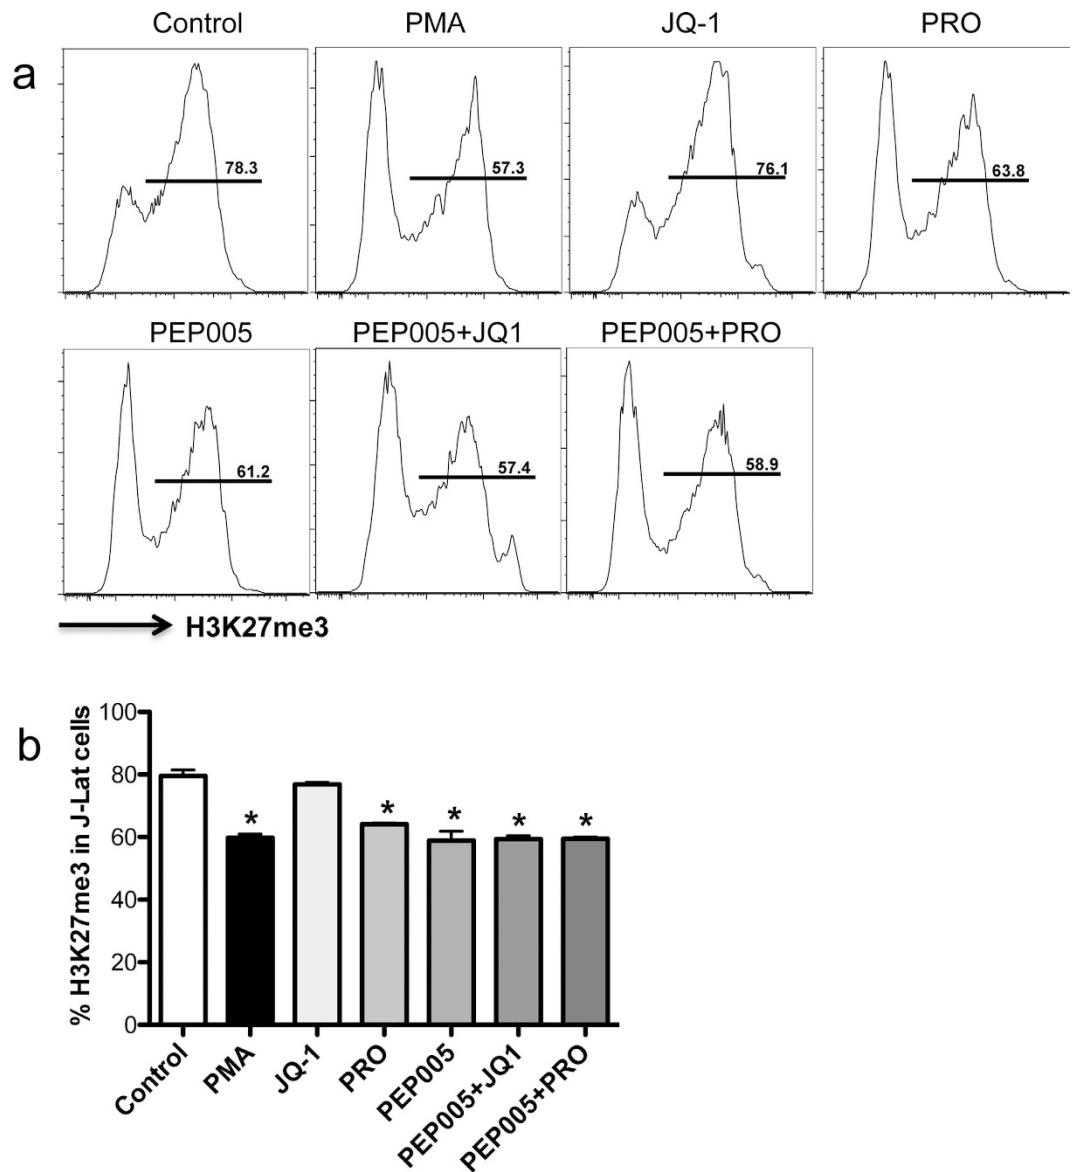 Control PMA JQ-1 PRO
a
78.3 57.3 76.1 63.8
PEP005 PEP005+JQ1 PEP005+PRO
61.2 57.4 58.9
H3K27me3
b
% H3K27me3 in J-Lat cells
100
80
60
40
20
0
* * * * *
Control PMA JQ-1 PRO PEP005 PEP005+JQ1 PEP005+PRO